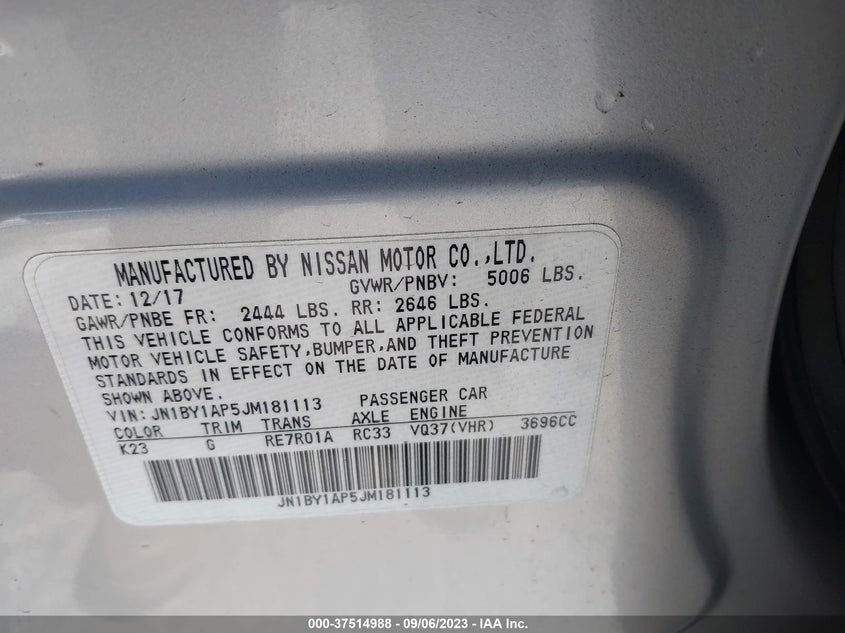 MANUFACTURED BY NISSAN MOTOR CO.,LTD.
DATE: 12/17 GVWR/PNBV: 5006 LBS.
GAWR/PNBE FR: 2444 LBS. RR: 2646 LBS.
THIS VEHICLE CONFORMS TO ALL APPLICABLE FEDERAL
MOTOR VEHICLE SAFETY,BUMPER,AND THEFT PREVENTION
STANDARDS IN EFFECT ON THE DATE OF MANUFACTURE
SHOWN ABOVE.
VIN: JN1BY1AP5JM181113 PASSENGER CAR
COLOR TRIM TRANS AXLE ENGINE
K23 G RE7R01A RC33 VQ37(VHR) 3696CC
JN1BY1AP5JM181113
000-37514988 - 09/06/2023 - IAA Inc.